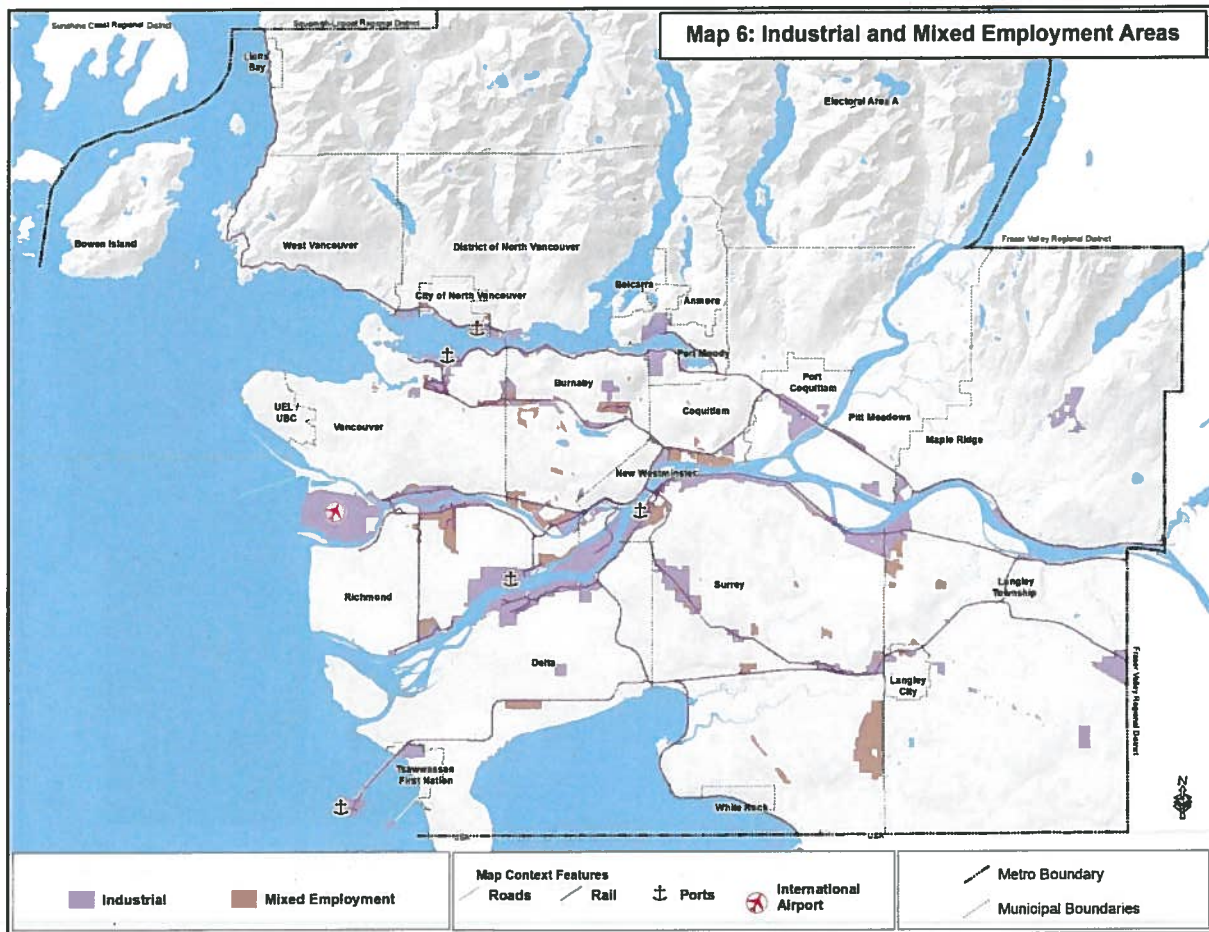 Sunshine Coast Regional District
Squamish-Lillooet Regional District
Map 6: Industrial and Mixed Employment Areas
Lions
Bay
Electoral Area A
Bowen Island
West Vancouver
District of North Vancouver
Fraser Valley Regional District
Belcarra
Anmore
City of North Vancouver
Port Moody
Burnaby
Port
Coquitlam
UEL /
UBC
Vancouver
Coquitlam
Pitt Meadows
Maple Ridge
New Westminster
Richmond
Surrey
Langley
Township
Delta
Langley
City
Fraser Valley Regional District
Tsawwassen
First Nation
White Rock
N
USA
USA
Industrial
Mixed Employment
Map Context Features
Roads
Rail
Ports
International
Airport
Metro Boundary
Municipal Boundaries